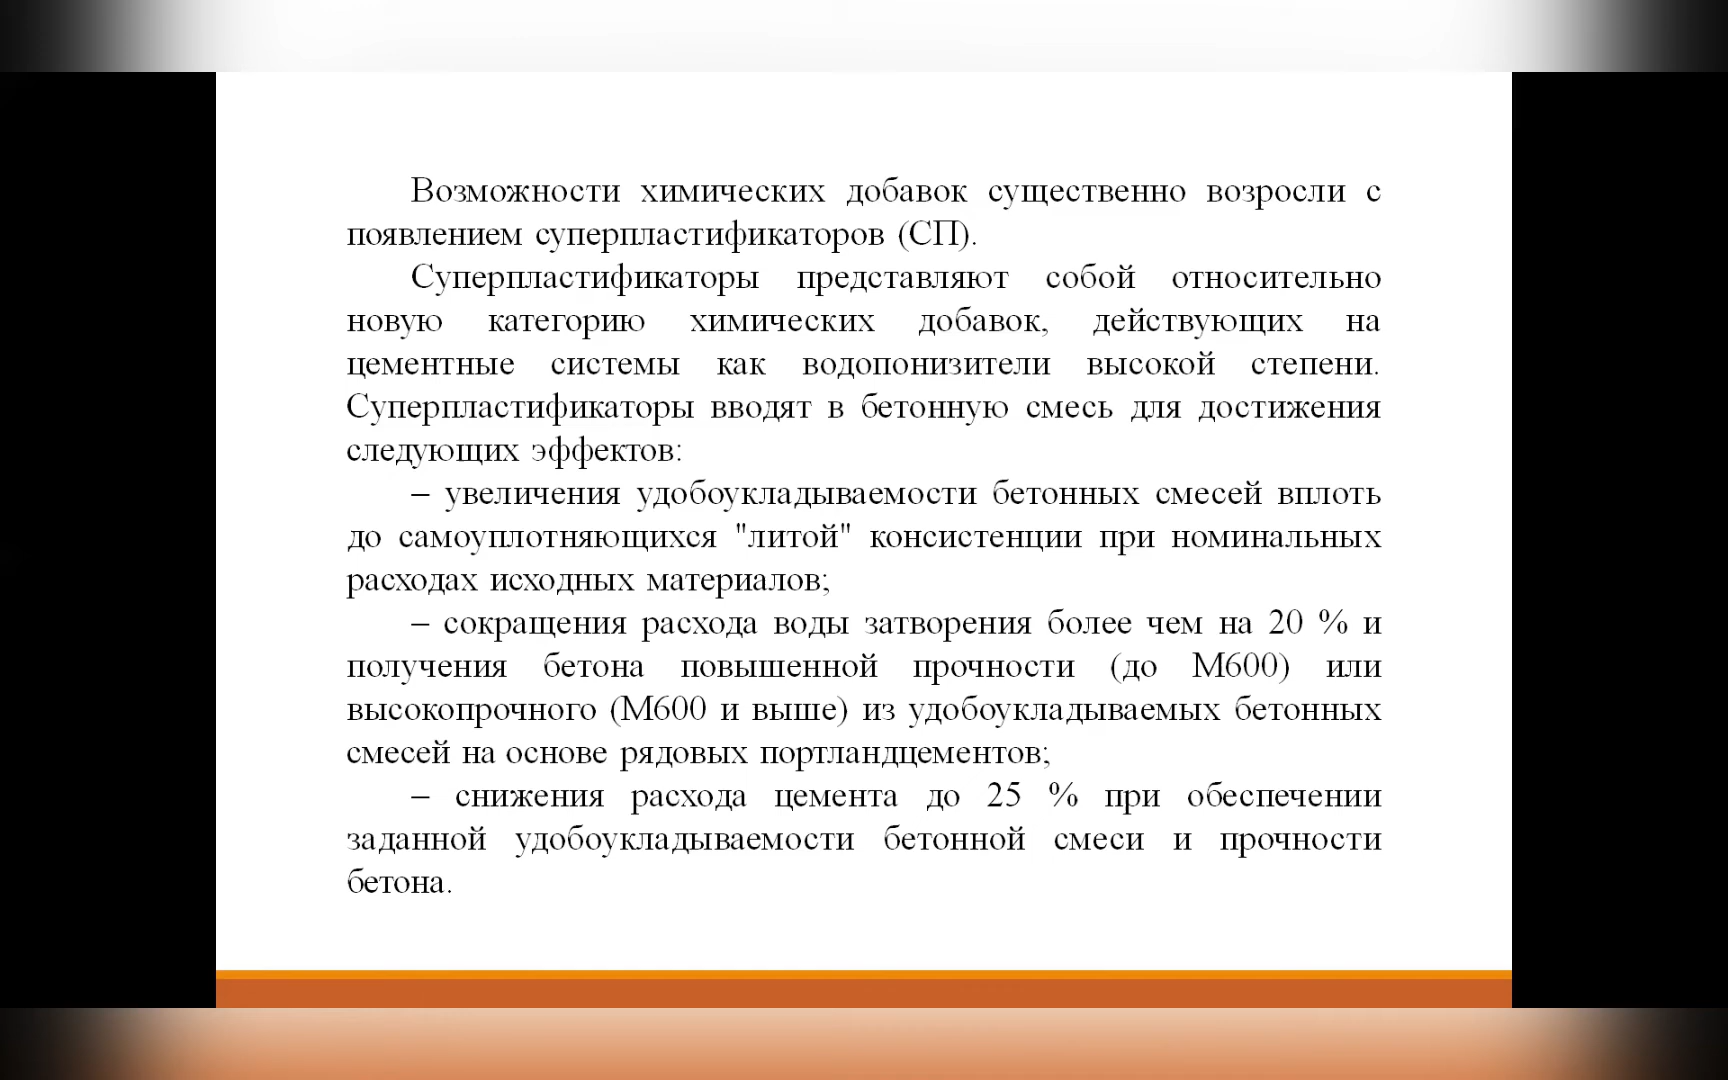 Возможности химических добавок существенно возросли с
появлением суперпластификаторов (СП).
Суперпластификаторы представляют собой относительно
новую категорию химических добавок, действующих на
цементные системы как водопонизители высокой степени.
Суперпластификаторы вводят в бетонную смесь для достижения
следующих эффектов:
– увеличения удобоукладываемости бетонных смесей вплоть
до самоуплотняющихся "литой" консистенции при номинальных
расходах исходных материалов;
– сокращения расхода воды затворения более чем на 20 % и
получения бетона повышенной прочности (до М600) или
высокопрочного (М600 и выше) из удобоукладываемых бетонных
смесей на основе рядовых портландцементов;
– снижения расхода цемента до 25 % при обеспечении
заданной удобоукладываемости бетонной смеси и прочности
бетона.